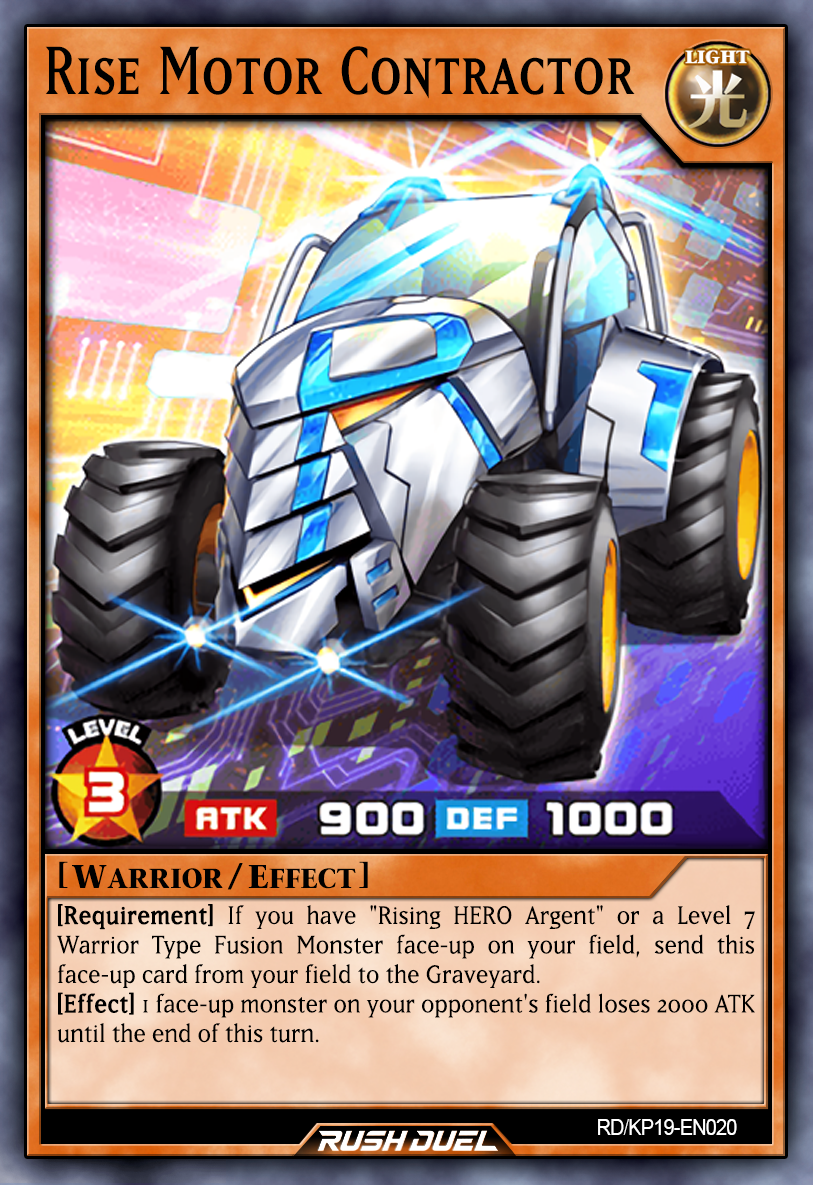 Rise Motor Contractor
LIGHT
光
LEVEL
3
ATK 900 DEF 1000
[Warrior/Effect]
[Requirement] If you have "Rising HERO Argent" or a Level 7
Warrior Type Fusion Monster face-up on your field, send this
face-up card from your field to the Graveyard.
[Effect] 1 face-up monster on your opponent's field loses 2000 ATK
until the end of this turn.
RD/KP19-EN020
RUSH DUEL